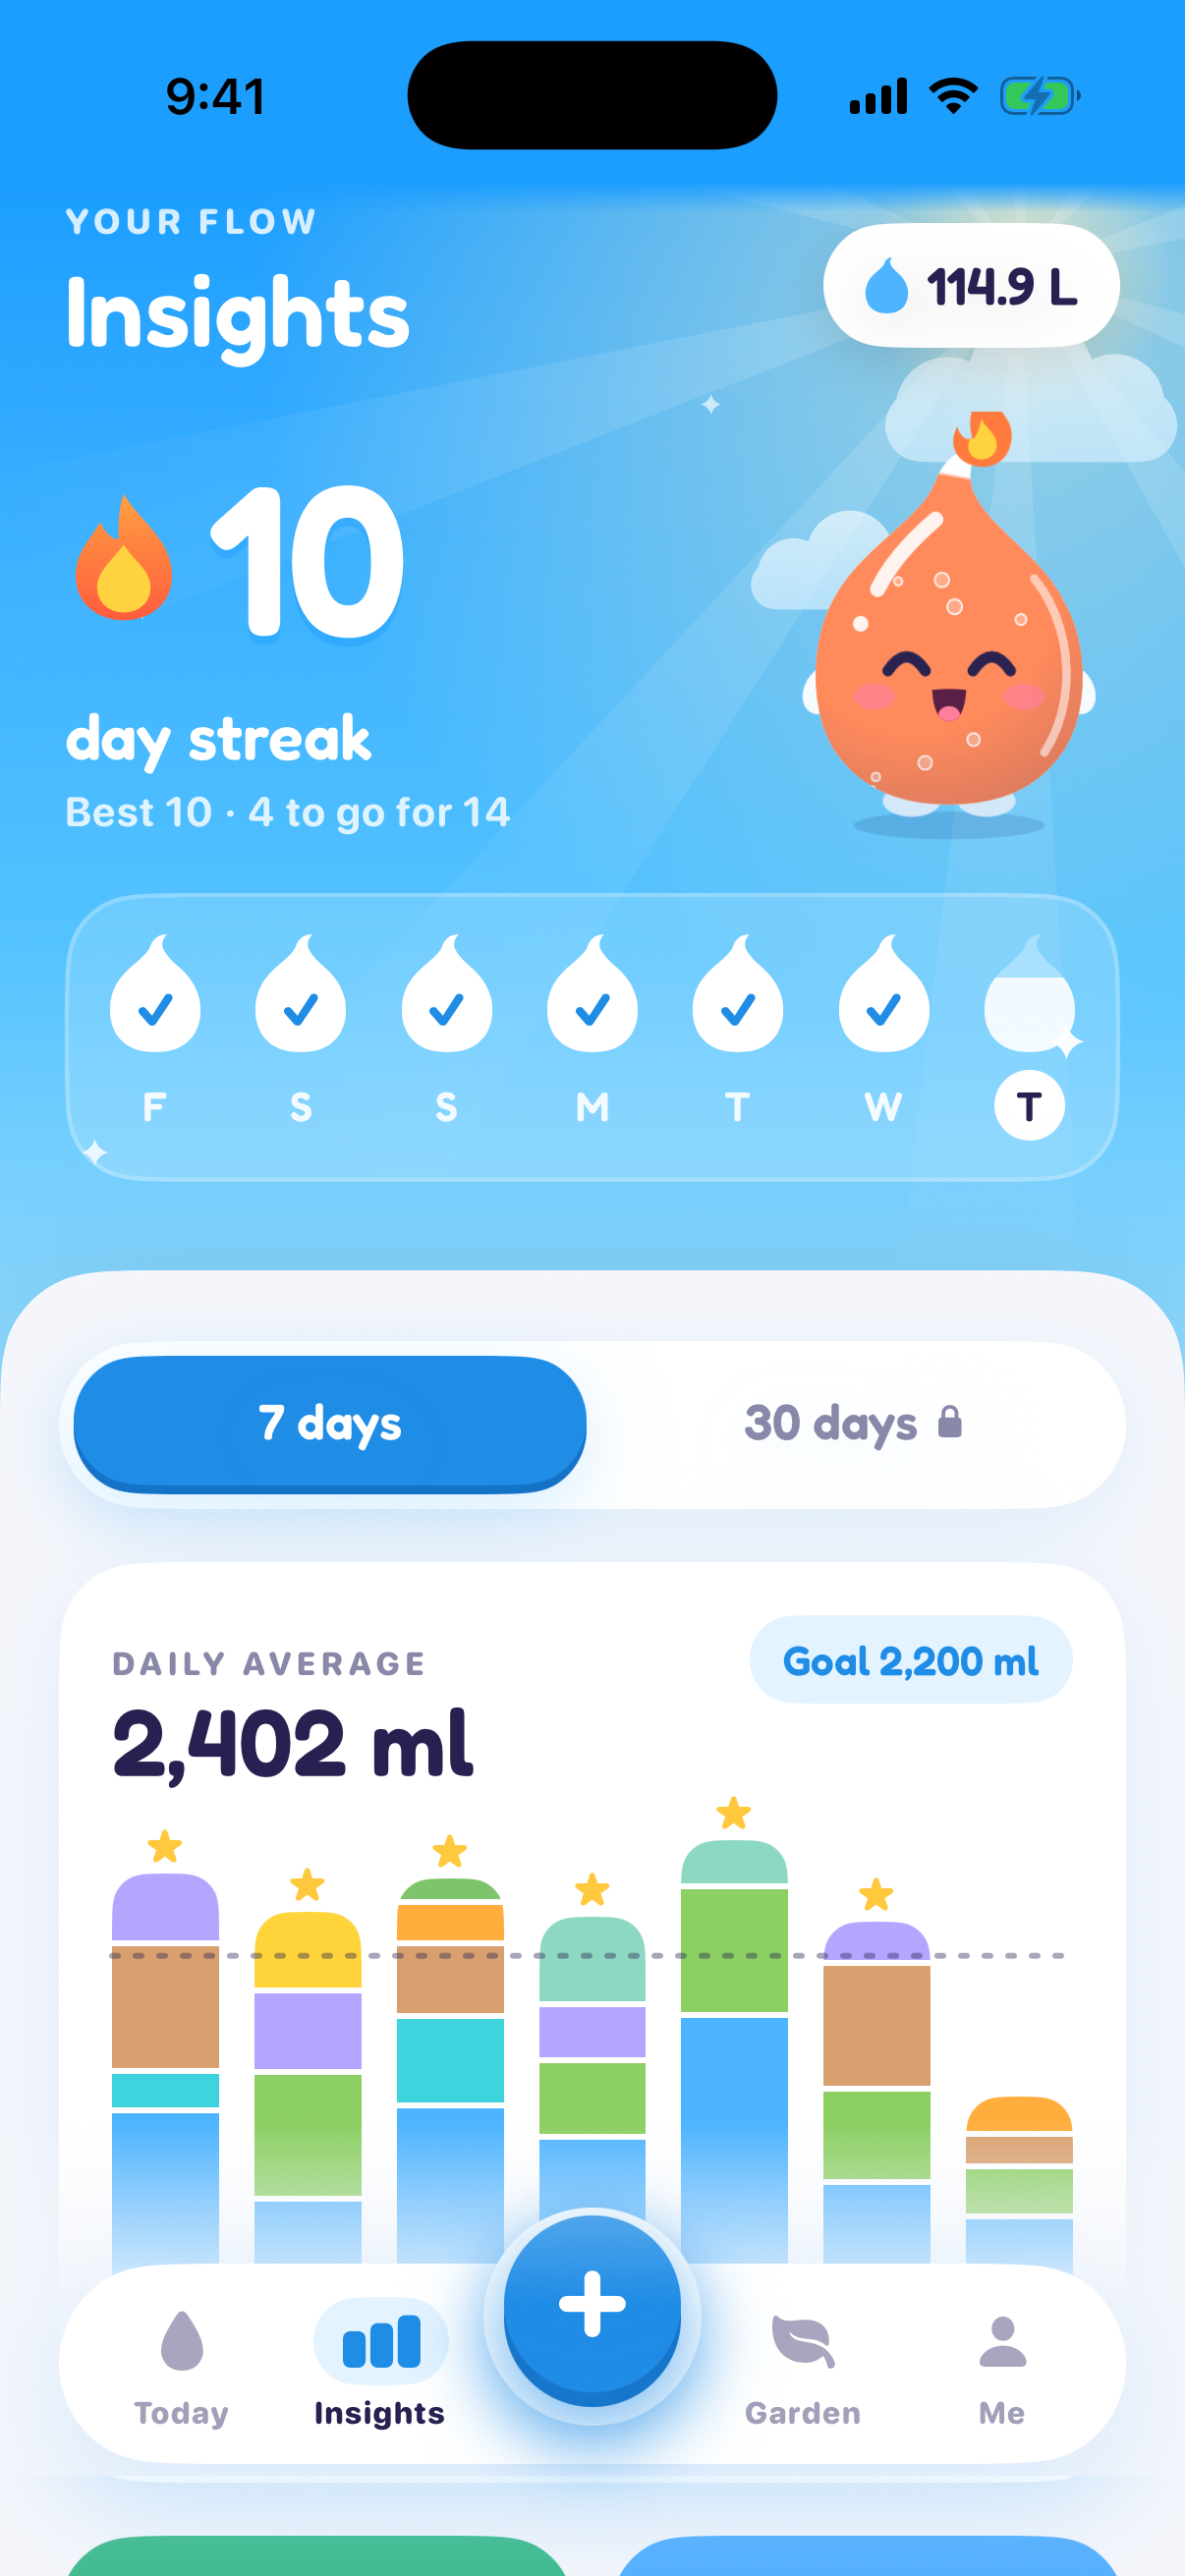 9:41
YOUR FLOW
Insights
114.9 L
10
day streak
Best 10 · 4 to go for 14
F S S M T W T
7 days
30 days
DAILY AVERAGE
Goal 2,200 ml
2,402 ml
Today
Insights
Garden
Me